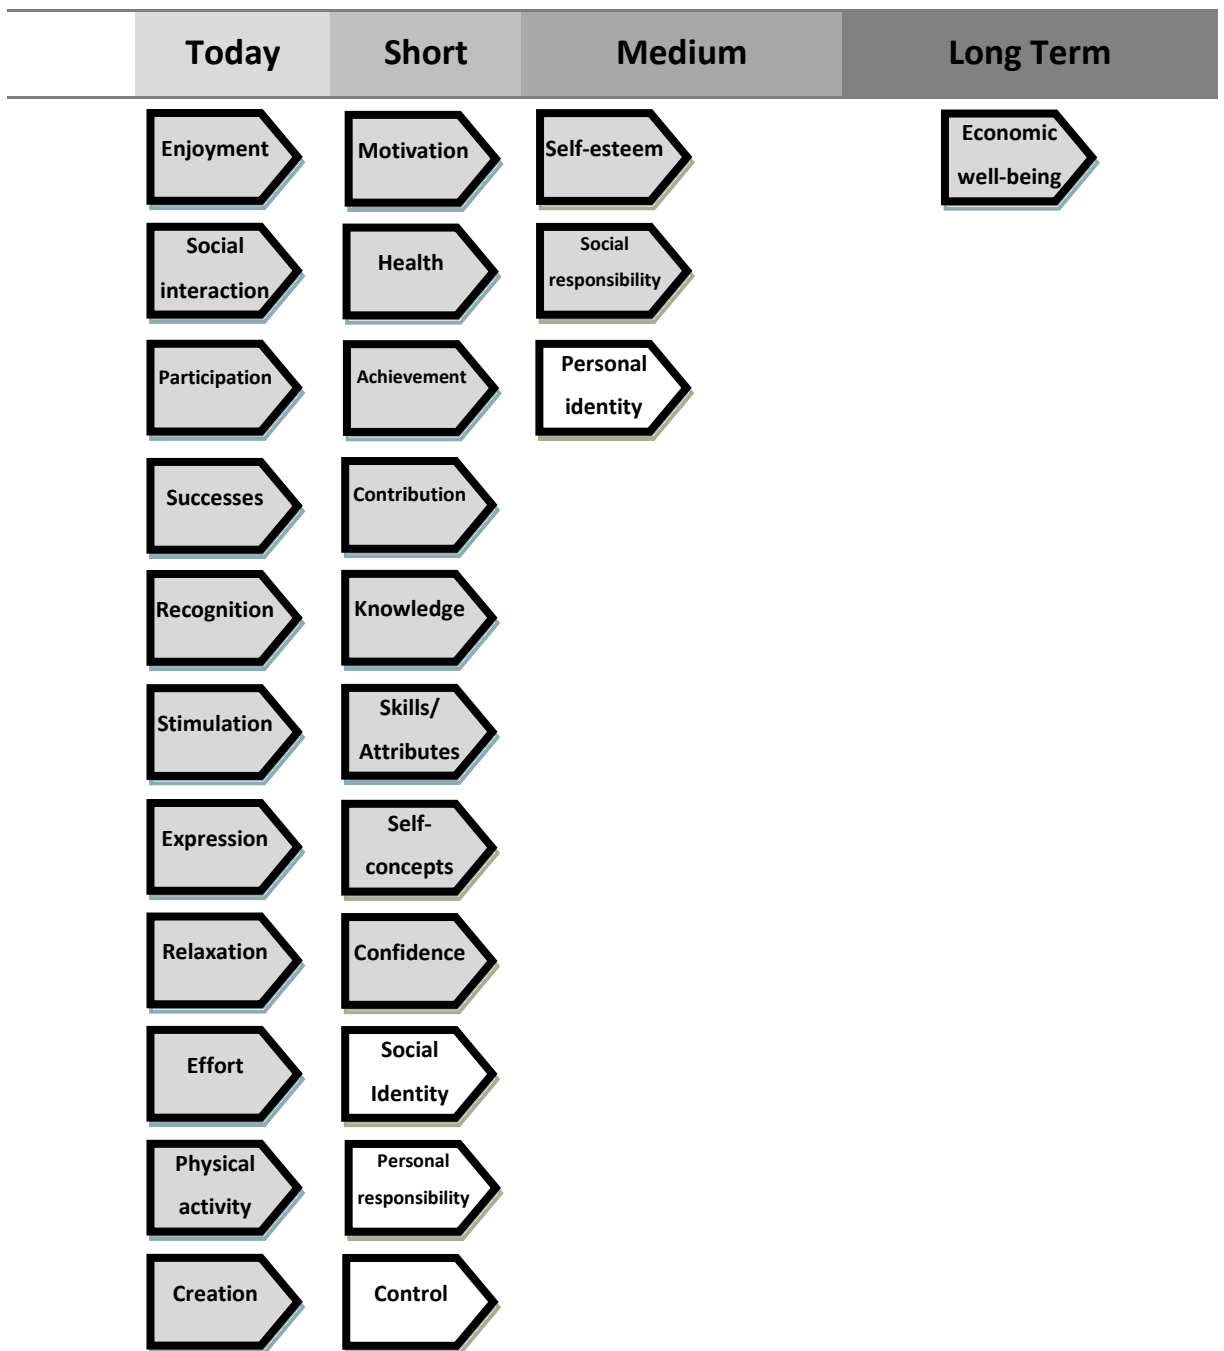 Today
Short
Medium
Long Term
Enjoyment
Motivation
Self-esteem
Economic
well-being
Social
interaction
Health
Social
responsibility
Participation
Achievement
Personal
identity
Successes
Contribution
Recognition
Knowledge
Stimulation
Skills/
Attributes
Expression
Self-
concepts
Relaxation
Confidence
Effort
Social
Identity
Physical
activity
Personal
responsibility
Creation
Control